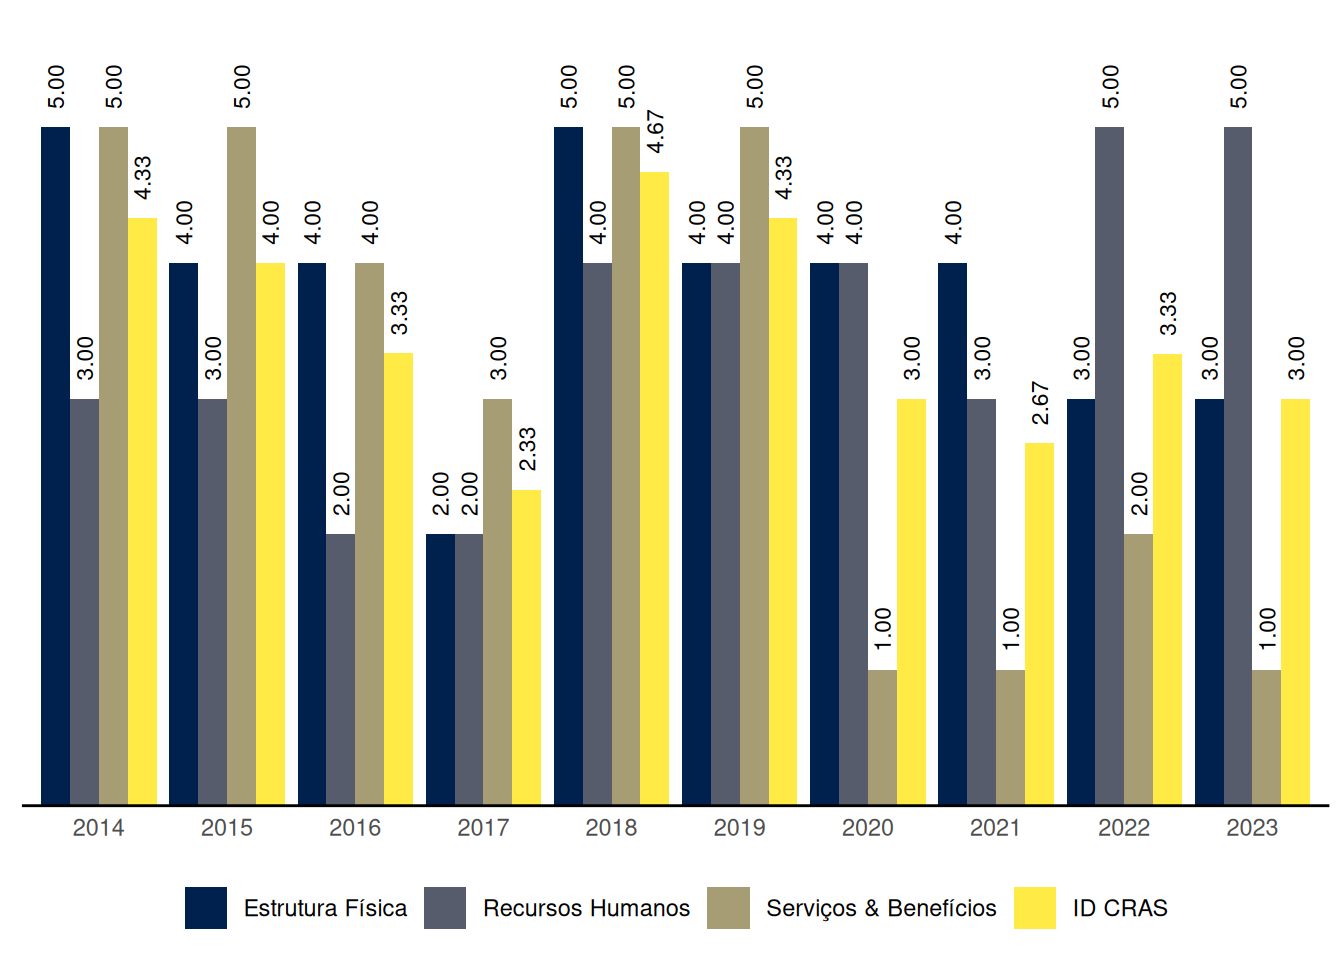 5.00 3.00 5.00 4.33 4.00 3.00 5.00 4.00 4.00 2.00 4.00 3.33 2.00 2.00 3.00 2.33 5.00 4.00 5.00 4.67 4.00 4.00 5.00 4.33 4.00 4.00 1.00 3.00 4.00 3.00 1.00 2.67 3.00 5.00 2.00 3.33 3.00 5.00 1.00 3.00
2014 2015 2016 2017 2018 2019 2020 2021 2022 2023
Estrutura Física Recursos Humanos Serviços & Benefícios ID CRAS